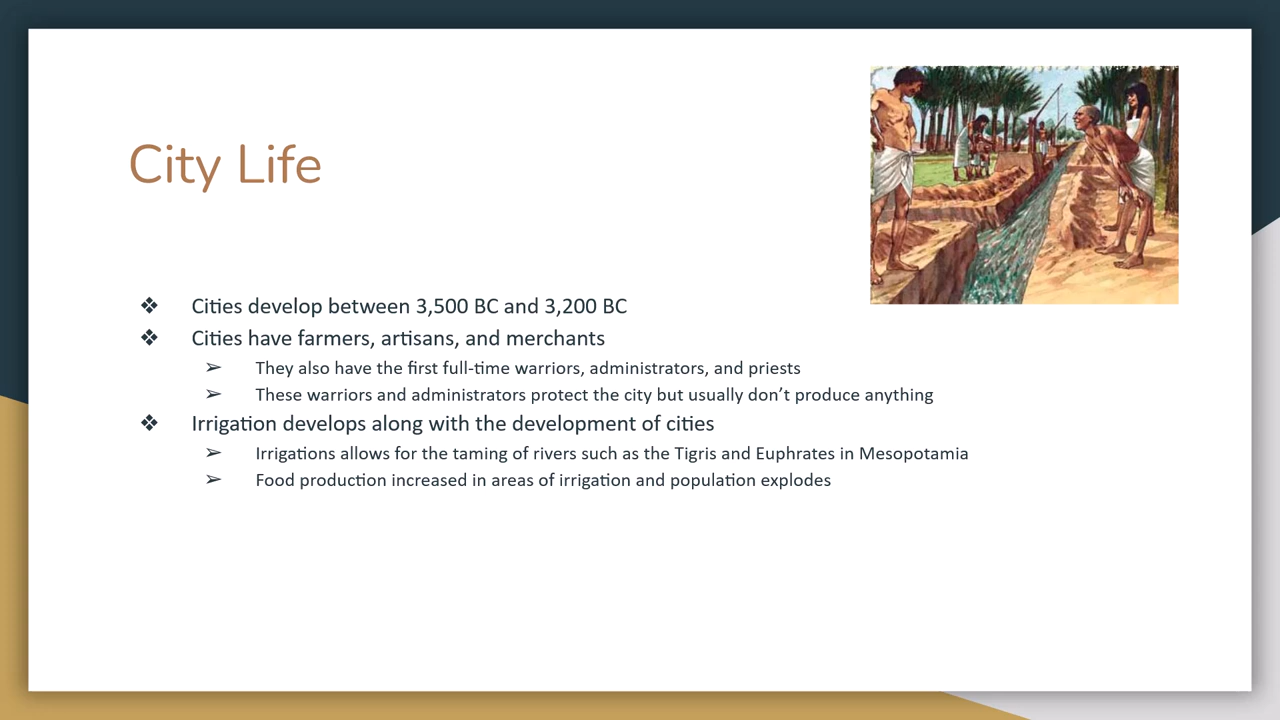 City Life
❖ Cities develop between 3,500 BC and 3,200 BC
❖ Cities have farmers, artisans, and merchants
➢ They also have the first full-time warriors, administrators, and priests
➢ These warriors and administrators protect the city but usually don’t produce anything
❖ Irrigation develops along with the development of cities
➢ Irrigations allows for the taming of rivers such as the Tigris and Euphrates in Mesopotamia
➢ Food production increased in areas of irrigation and population explodes